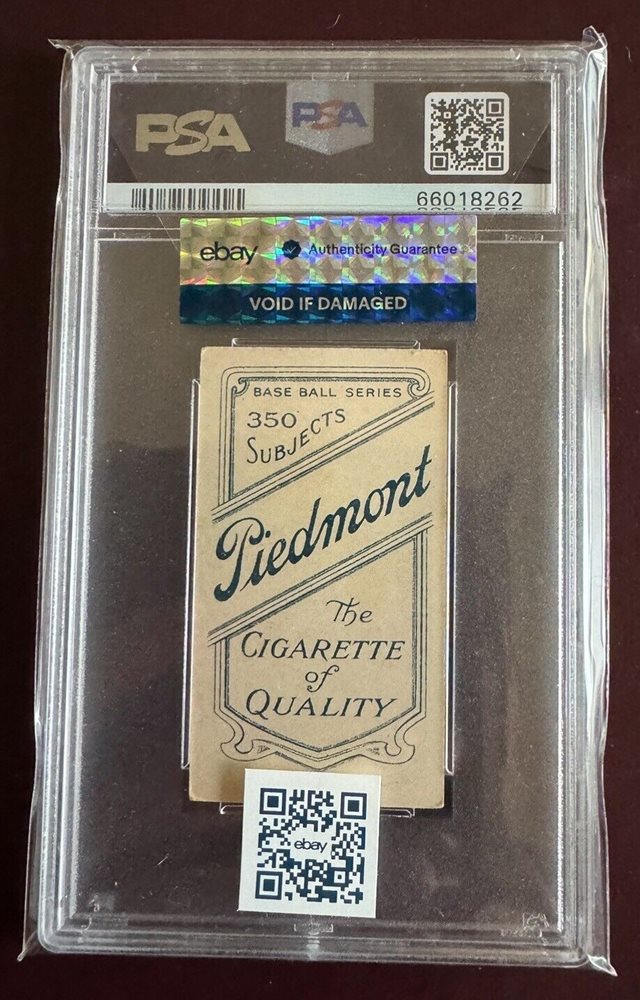 PSA
PSA
66018262
ebay Authenticity Guarantee
VOID IF DAMAGED
BASE BALL SERIES
350
SUBJECTS
Piedmont
The
CIGARETTE
of
QUALITY
ebay